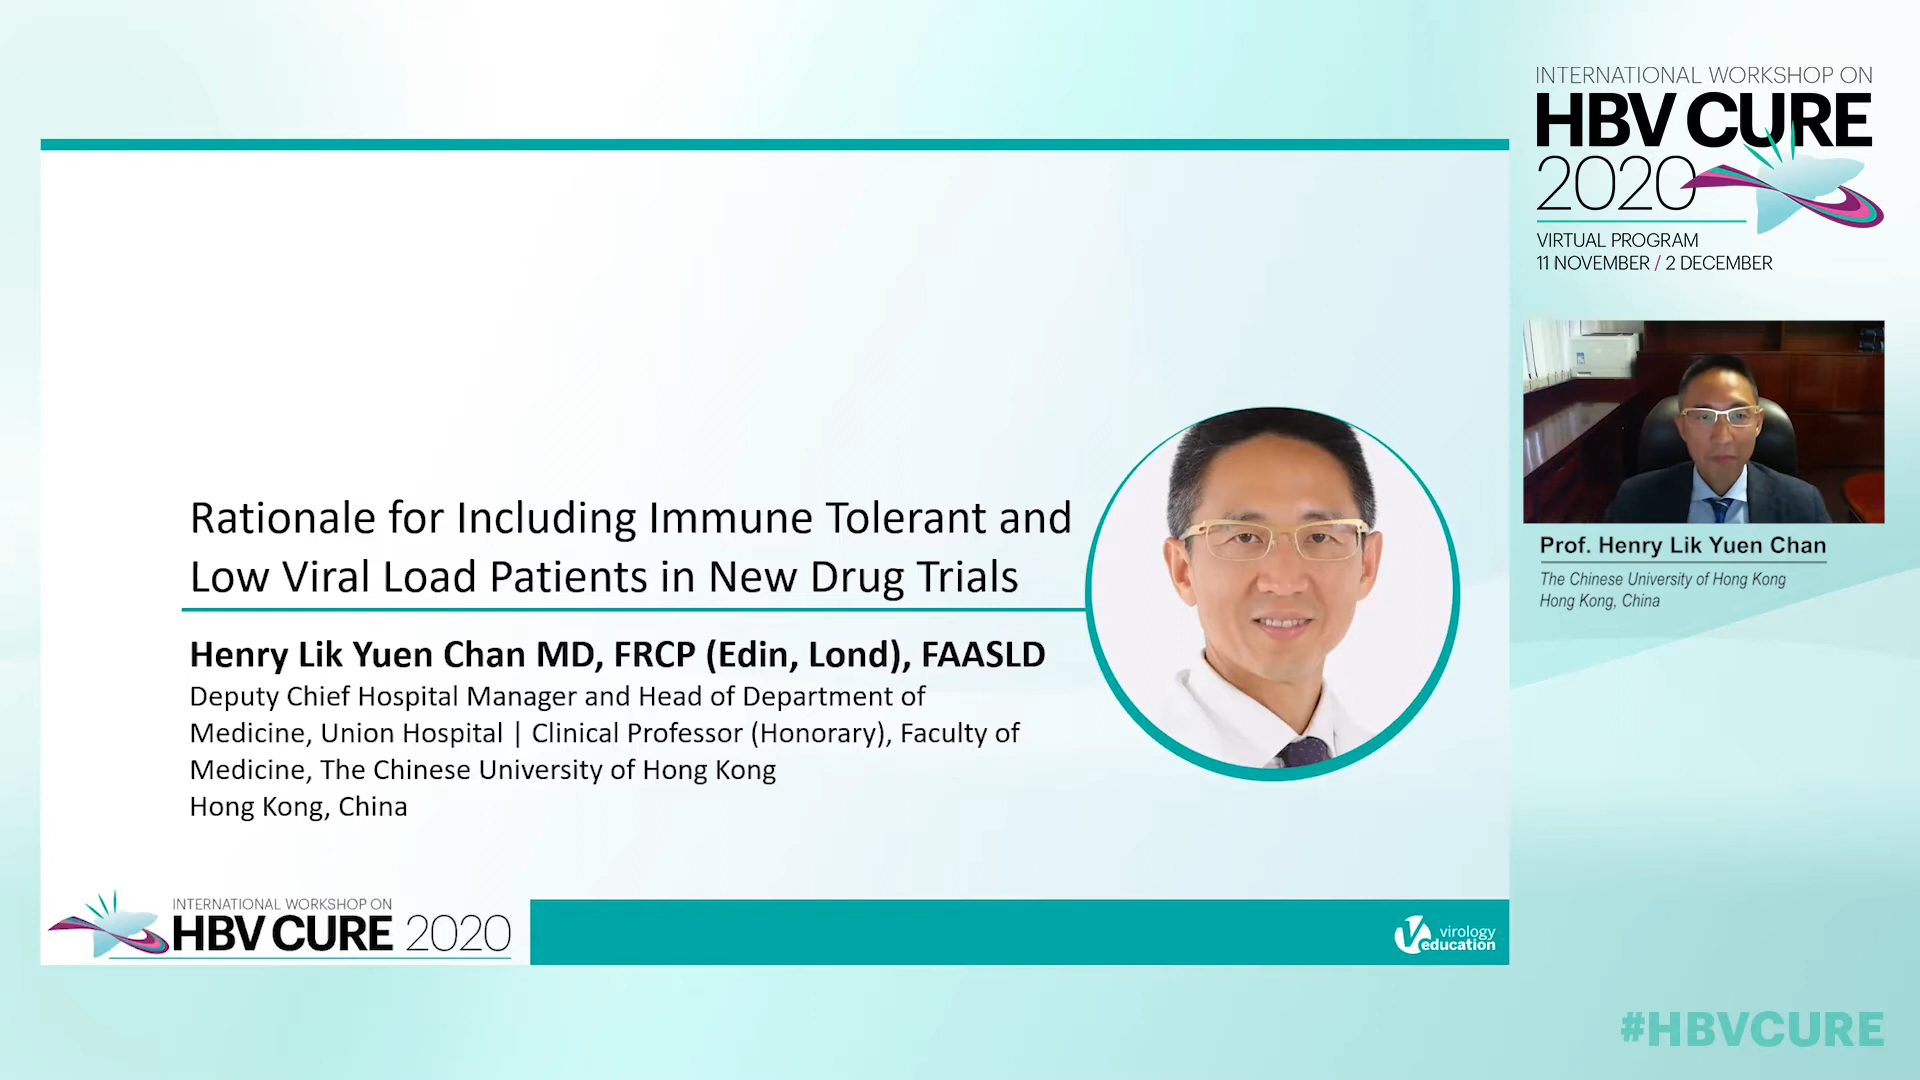 Rationale for Including Immune Tolerant and
Low Viral Load Patients in New Drug Trials
Henry Lik Yuen Chan MD, FRCP (Edin, Lond), FAASLD
Deputy Chief Hospital Manager and Head of Department of
Medicine, Union Hospital | Clinical Professor (Honorary), Faculty of
Medicine, The Chinese University of Hong Kong
Hong Kong, China
INTERNATIONAL WORKSHOP ON
HBV CURE 2020
virology
education
INTERNATIONAL WORKSHOP ON
HBV CURE
2020
VIRTUAL PROGRAM
11 NOVEMBER / 2 DECEMBER
Prof. Henry Lik Yuen Chan
The Chinese University of Hong Kong
Hong Kong, China
#HBVCURE